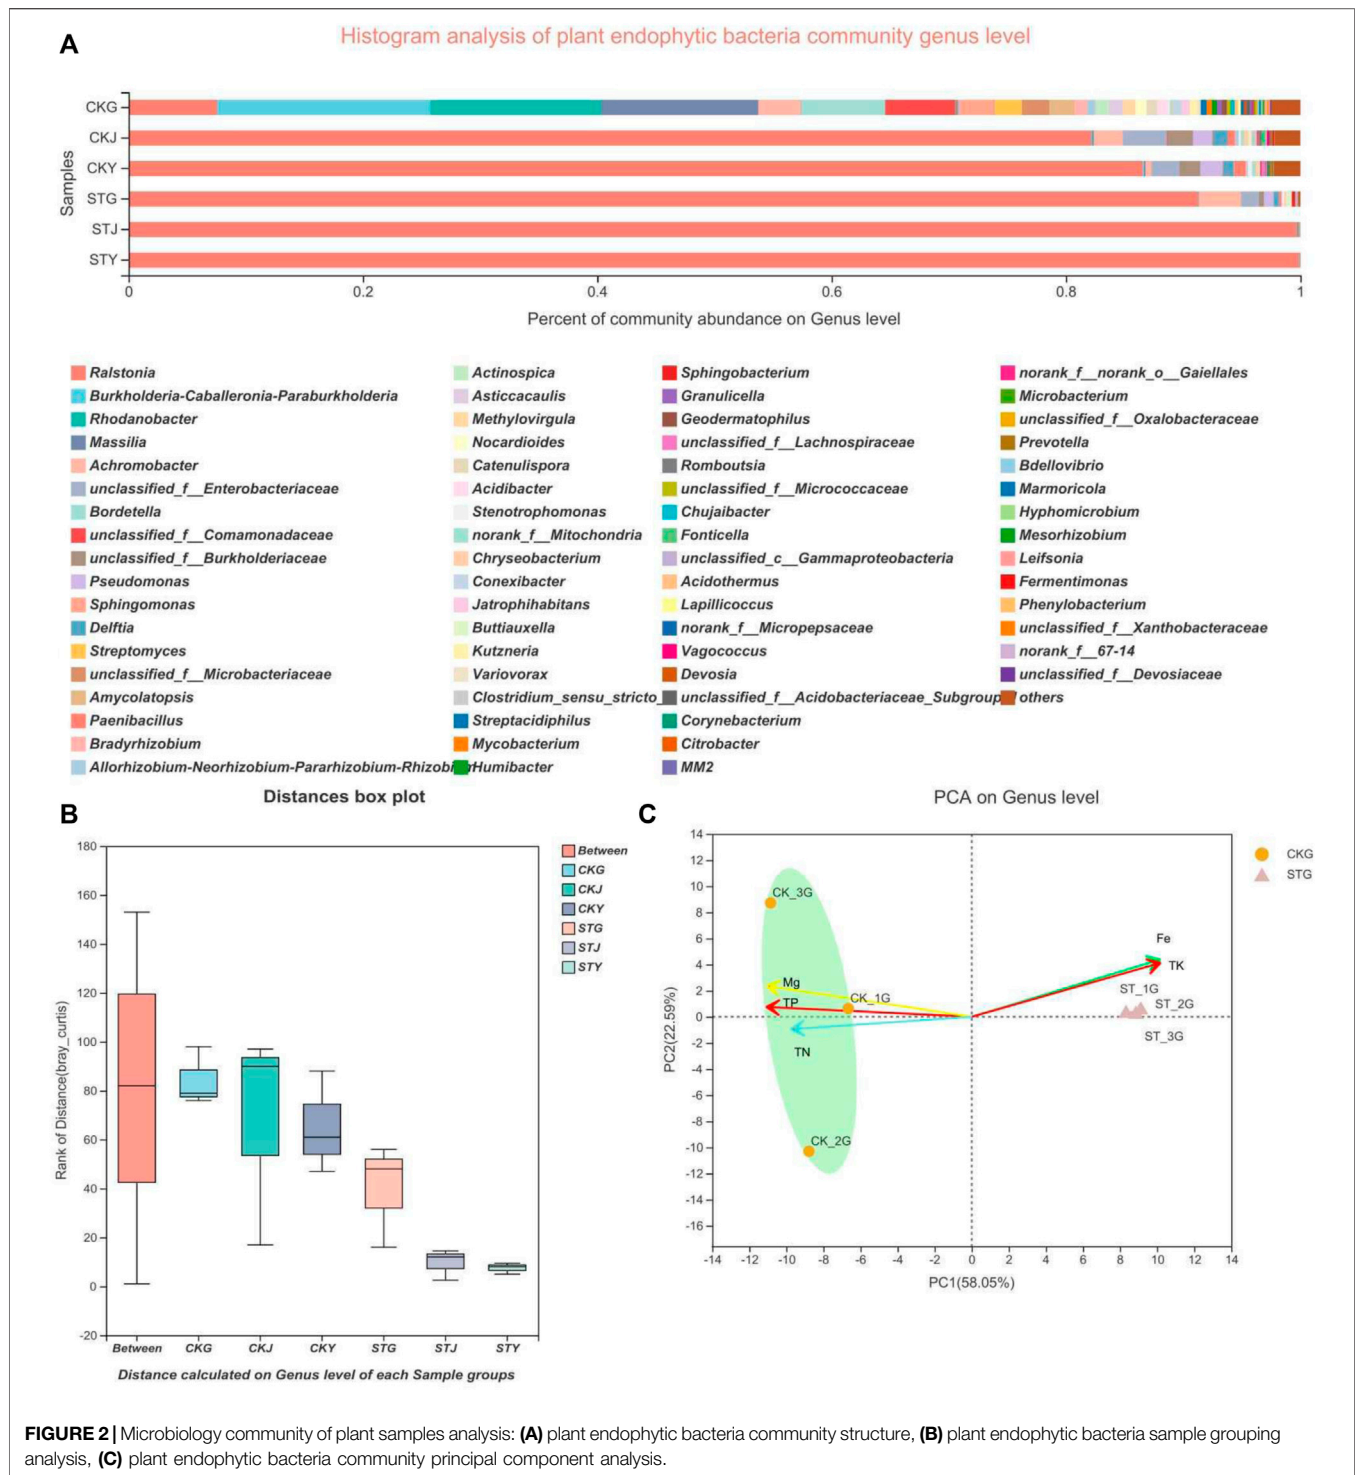 A
Histogram analysis of plant endophytic bacteria community genus level
Samples
CKG
CKJ
CKY
STG
STJ
STY
0 0.2 0.4 0.6 0.8 1
Percent of community abundance on Genus level
Ralstonia
Burkholderia-Caballeronia-Paraburkholderia
Rhodanobacter
Massilia
Achromobacter
unclassified_f__Enterobacteriaceae
Bordetella
unclassified_f__Comamonadaceae
unclassified_f__Burkholderiaceae
Pseudomonas
Sphingomonas
Delftia
Streptomyces
unclassified_f__Microbacteriaceae
Amycolatopsis
Paenibacillus
Bradyrhizobium
Allorhizobium-Neorhizobium-Pararhizobium-Rhizobium
Actinospica
Asticcacaulis
Methylovirgula
Nocardioides
Catenulispora
Acidibacter
Stenotrophomonas
norank_f__Mitochondria
Chryseobacterium
Conexibacter
Jatrophihabitans
Buttiauxella
Kutzneria
Variovorax
Clostridium_sensu_stricto_
Streptacidiphilus
Mycobacterium
Humibacter
Sphingobacterium
Granulicella
Geodermatophilus
unclassified_f__Lachnospiraceae
Romboutsia
unclassified_f__Micrococcaceae
Chujaibacter
Fonticella
unclassified_c__Gammaproteobacteria
Acidothermus
Lapillicoccus
norank_f__Micropepsaceae
Vagococcus
Devosia
unclassified_f__Acidobacteriaceae_Subgroup
Corynebacterium
Citrobacter
MM2
norank_f__norank_o__Gaiellales
Microbacterium
unclassified_f__Oxalobacteraceae
Prevotella
Bdellovibrio
Marmoricola
Hyphomicrobium
Mesorhizobium
Leifsonia
Fermentimonas
Phenylobacterium
unclassified_f__Xanthobacteraceae
norank_f__67-14
unclassified_f__Devosiaceae
others
B
Distances box plot
Rank of Distance(bray_curtis)
180
160
140
120
100
80
60
40
20
0
-20
Between CKG CKJ CKY STG STJ STY
Distance calculated on Genus level of each Sample groups
Between
CKG
CKJ
CKY
STG
STJ
STY
C
PCA on Genus level
PC2(22.59%)
14
12
10
8
6
4
2
0
-2
-4
-6
-8
-10
-12
-14
-16
CK_3G
Mg
TP
CK_1G
TN
CK_2G
Fe
TK
ST_1G
ST_2G
ST_3G
-14 -12 -10 -8 -6 -4 -2 0 2 4 6 8 10 12 14
PC1(58.05%)
CKG
STG
FIGURE 2 | Microbiology community of plant samples analysis: (A) plant endophytic bacteria community structure, (B) plant endophytic bacteria sample grouping
analysis, (C) plant endophytic bacteria community principal component analysis.